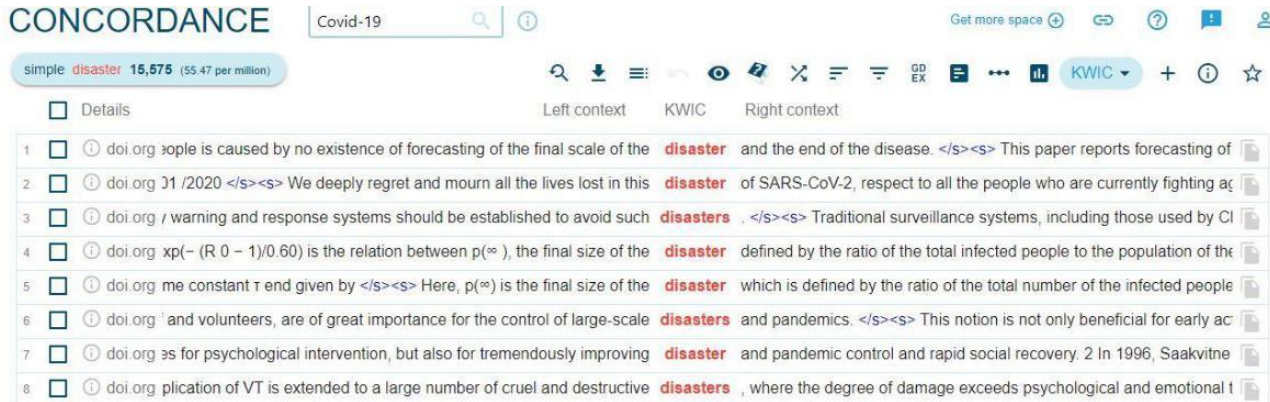 CONCORDANCE Covid-19 Get more space
simple disaster 15,575 (55.47 per million) GD EX KWIC
Details Left context KWIC Right context
1 doi.org eople is caused by no existence of forecasting of the final scale of the disaster and the end of the disease. </s><s> This paper reports forecasting of
2 doi.org 01 /2020 </s><s> We deeply regret and mourn all the lives lost in this disaster of SARS-CoV-2, respect to all the people who are currently fighting
3 doi.org y warning and response systems should be established to avoid such disasters . </s><s> Traditional surveillance systems, including those used by
4 doi.org xp(− (R 0 − 1)/0.60) is the relation between p(∞ ), the final size of the disaster defined by the ratio of the total infected people to the population of the
5 doi.org me constant τ end given by </s><s> Here, p(∞) is the final size of the disaster which is defined by the ratio of the total number of the infected people
6 doi.org and volunteers, are of great importance for the control of large-scale disasters and pandemics. </s><s> This notion is not only beneficial for early
7 doi.org es for psychological intervention, but also for tremendously improving disaster and pandemic control and rapid social recovery. 2 In 1996, Saakvitne
8 doi.org plication of VT is extended to a large number of cruel and destructive disasters , where the degree of damage exceeds psychological and emotional